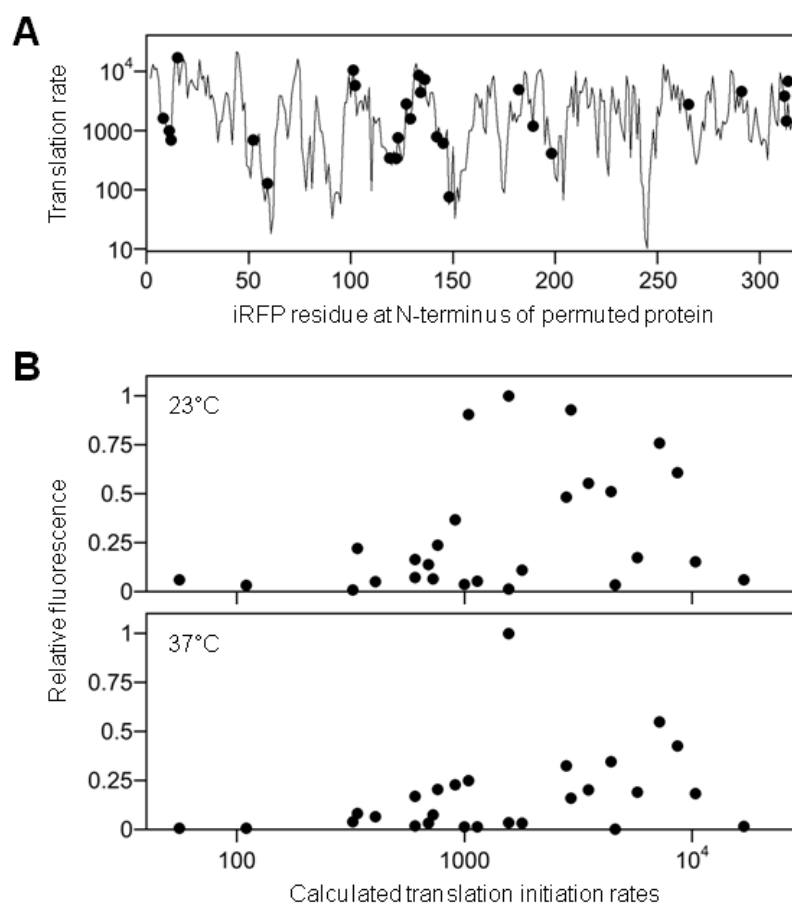 A
Translation rate
10⁴
1000
100
10
0 50 100 150 200 250 300
iRFP residue at N-terminus of permuted protein
B
Relative fluorescence
23°C
1
0.75
0.5
0.25
0
37°C
1
0.75
0.5
0.25
0
100 1000 10⁴
Calculated translation initiation rates